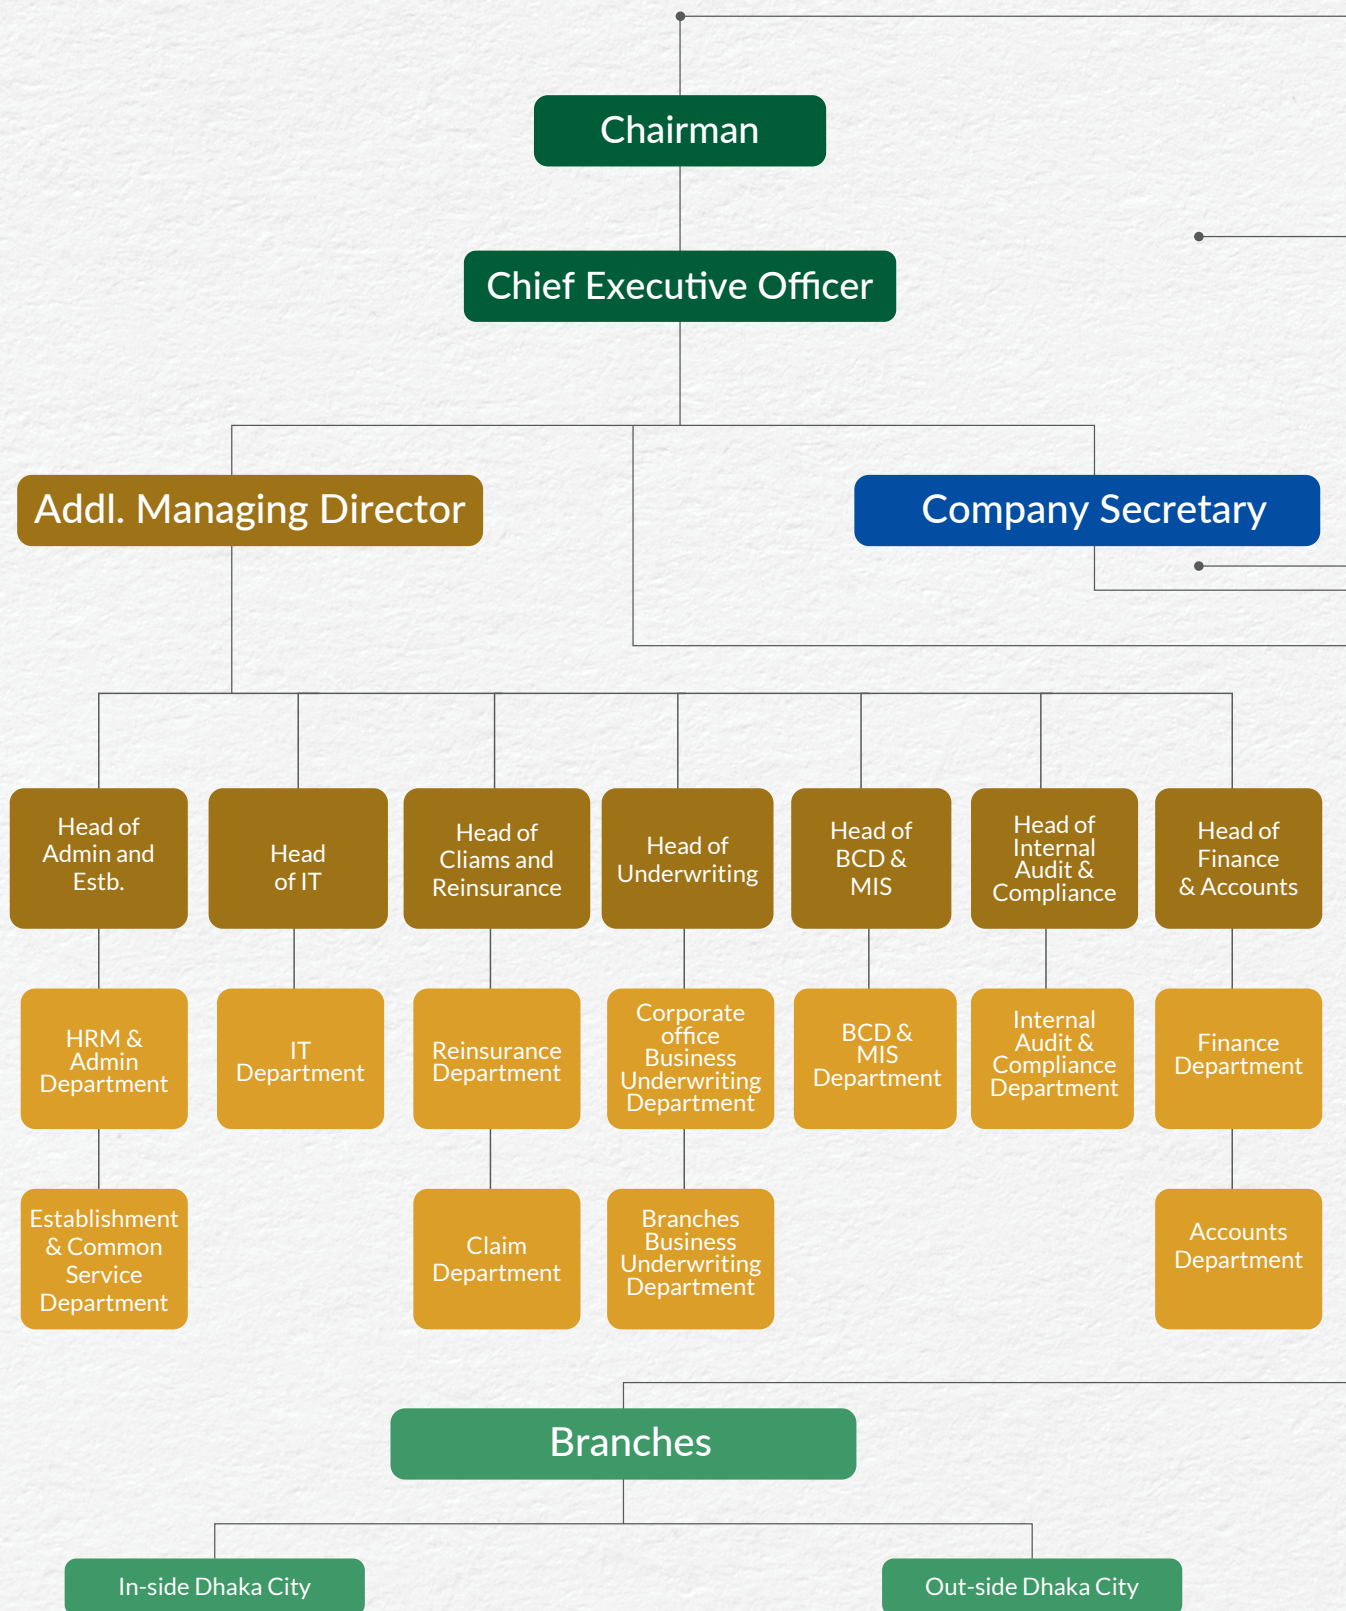 Chairman
Chief Executive Officer
Addl. Managing Director
Company Secretary
Head of
Admin and
Estb.
Head
of IT
Head of
Cliams and
Reinsurance
Head of
Underwriting
Head of
BCD &
MIS
Head of
Internal
Audit &
Compliance
Head of
Finance
& Accounts
HRM &
Admin
Department
IT
Department
Reinsurance
Department
Corporate
office
Business
Underwriting
Department
BCD &
MIS
Department
Internal
Audit &
Compliance
Department
Finance
Department
Establishment
& Common
Service
Department
Claim
Department
Branches
Business
Underwriting
Department
Accounts
Department
Branches
In-side Dhaka City
Out-side Dhaka City